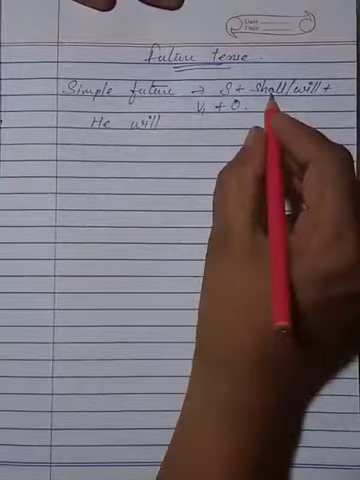 Date
Page
Future tense.
Simple future → S + shall/will +
V₁ + O.
He will